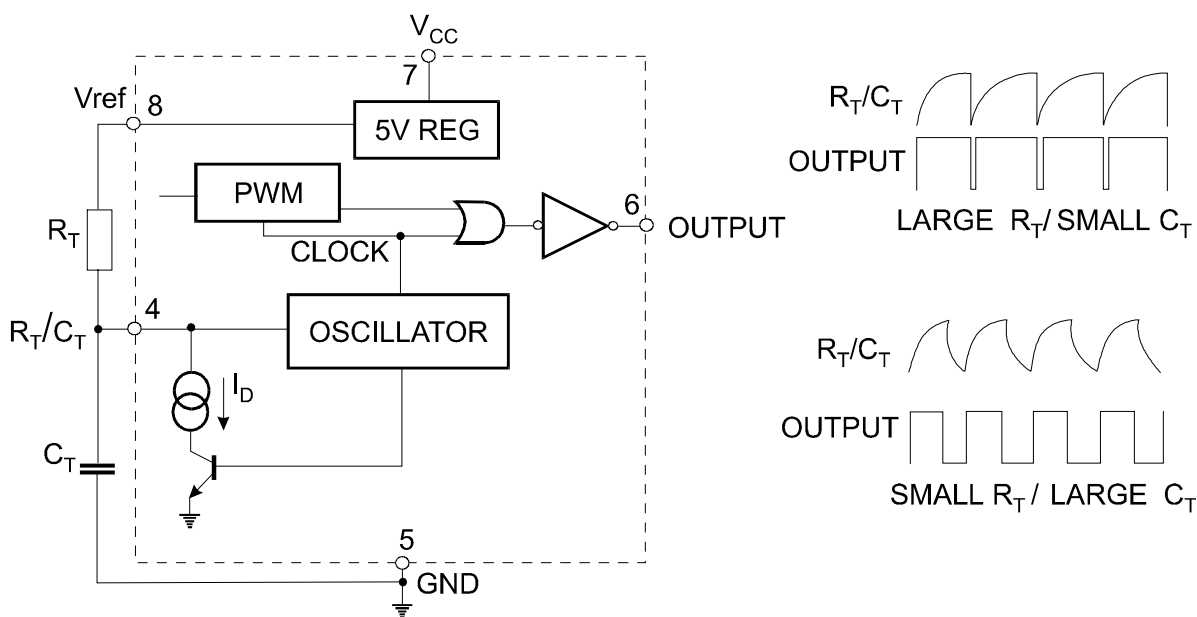 VCC
7
Vref
8
5V REG
PWM
6
OUTPUT
RT
CLOCK
4
RT/CT
OSCILLATOR
ID
CT
5
GND
RT/CT
OUTPUT
LARGE RT/ SMALL CT
RT/CT
OUTPUT
SMALL RT / LARGE CT